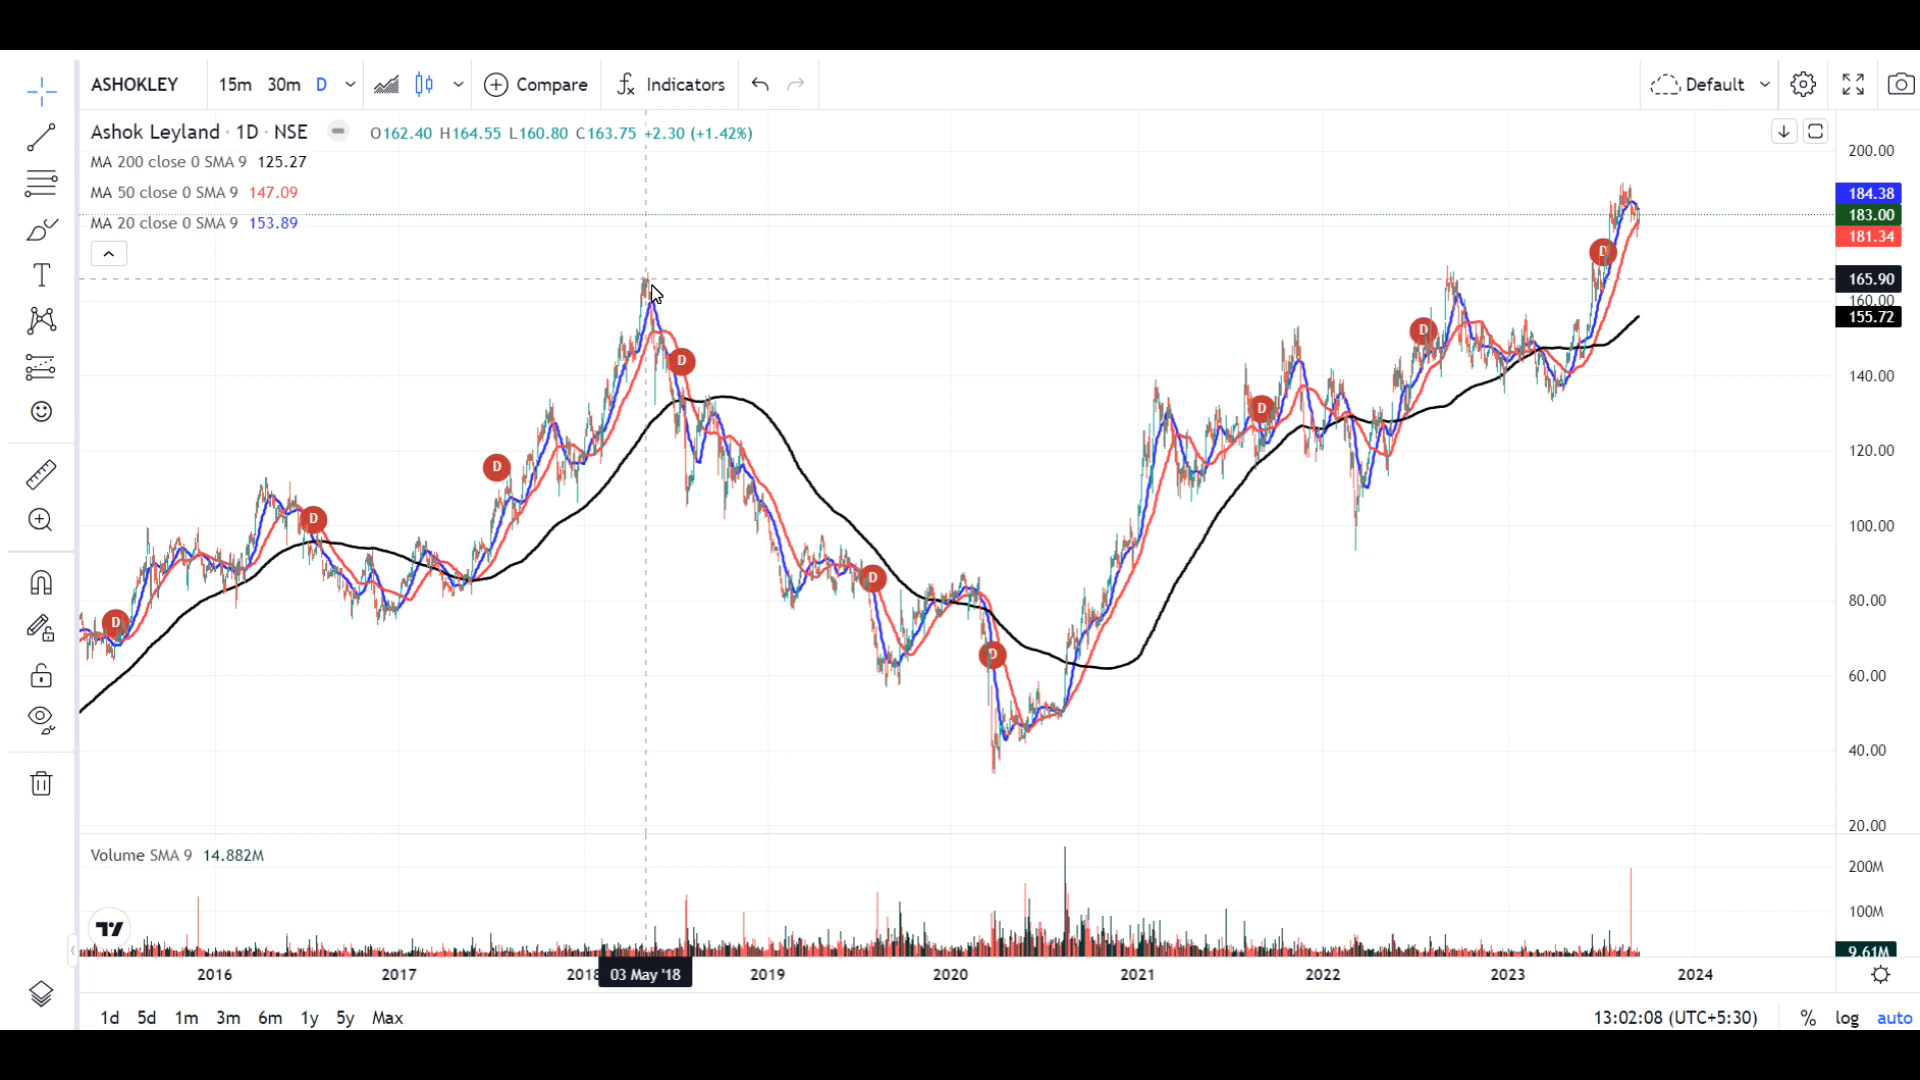 ASHOKLEY 15m 30m D Compare Indicators Default
Ashok Leyland · 1D · NSE O162.40 H164.55 L160.80 C163.75 +2.30 (+1.42%)
MA 200 close 0 SMA 9 125.27
MA 50 close 0 SMA 9 147.09
MA 20 close 0 SMA 9 153.89
200.00
184.38
183.00
181.34
165.90
160.00
155.72
140.00
120.00
100.00
80.00
60.00
40.00
20.00
D
D
D
D
D
D
D
D
D
Volume SMA 9 14.882M
200M
100M
9.61M
2016 2017 2018 03 May '18 2019 2020 2021 2022 2023 2024
1d 5d 1m 3m 6m 1y 5y Max 13:02:08 (UTC+5:30) % log auto